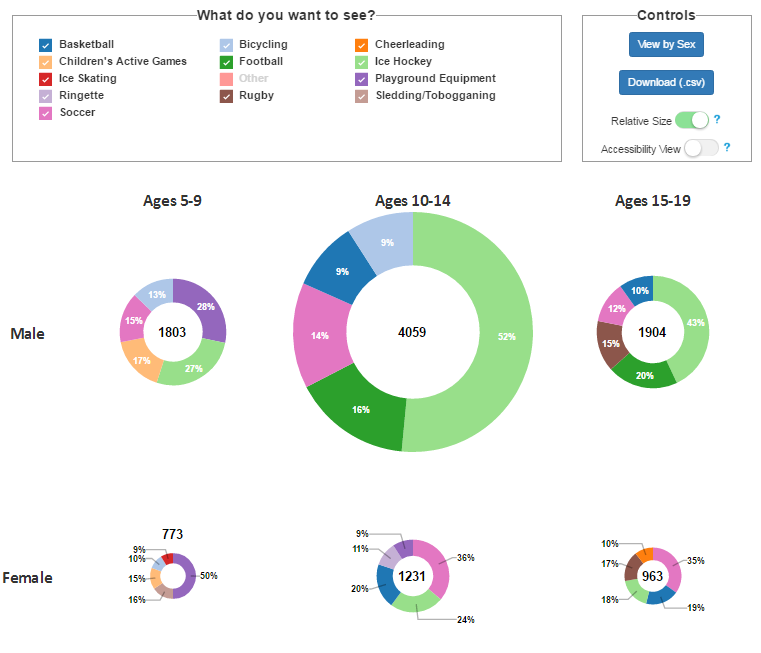 What do you want to see?
Controls
Basketball Bicycling Cheerleading
Children's Active Games Football Ice Hockey
Ice Skating Other Playground Equipment
Ringette Rugby Sledding/Tobogganing
Soccer
View by Sex
Download (.csv)
Relative Size ?
Accessibility View ?
Ages 5-9 Ages 10-14 Ages 15-19
Male
13% 28% 15% 1803 17% 27%
9% 9% 14% 4059 52% 16%
10% 12% 43% 1904 15% 20%
Female
773
9% 10% 50% 15% 16%
9% 11% 36% 1231 20% 24%
10% 17% 35% 963 18% 19%